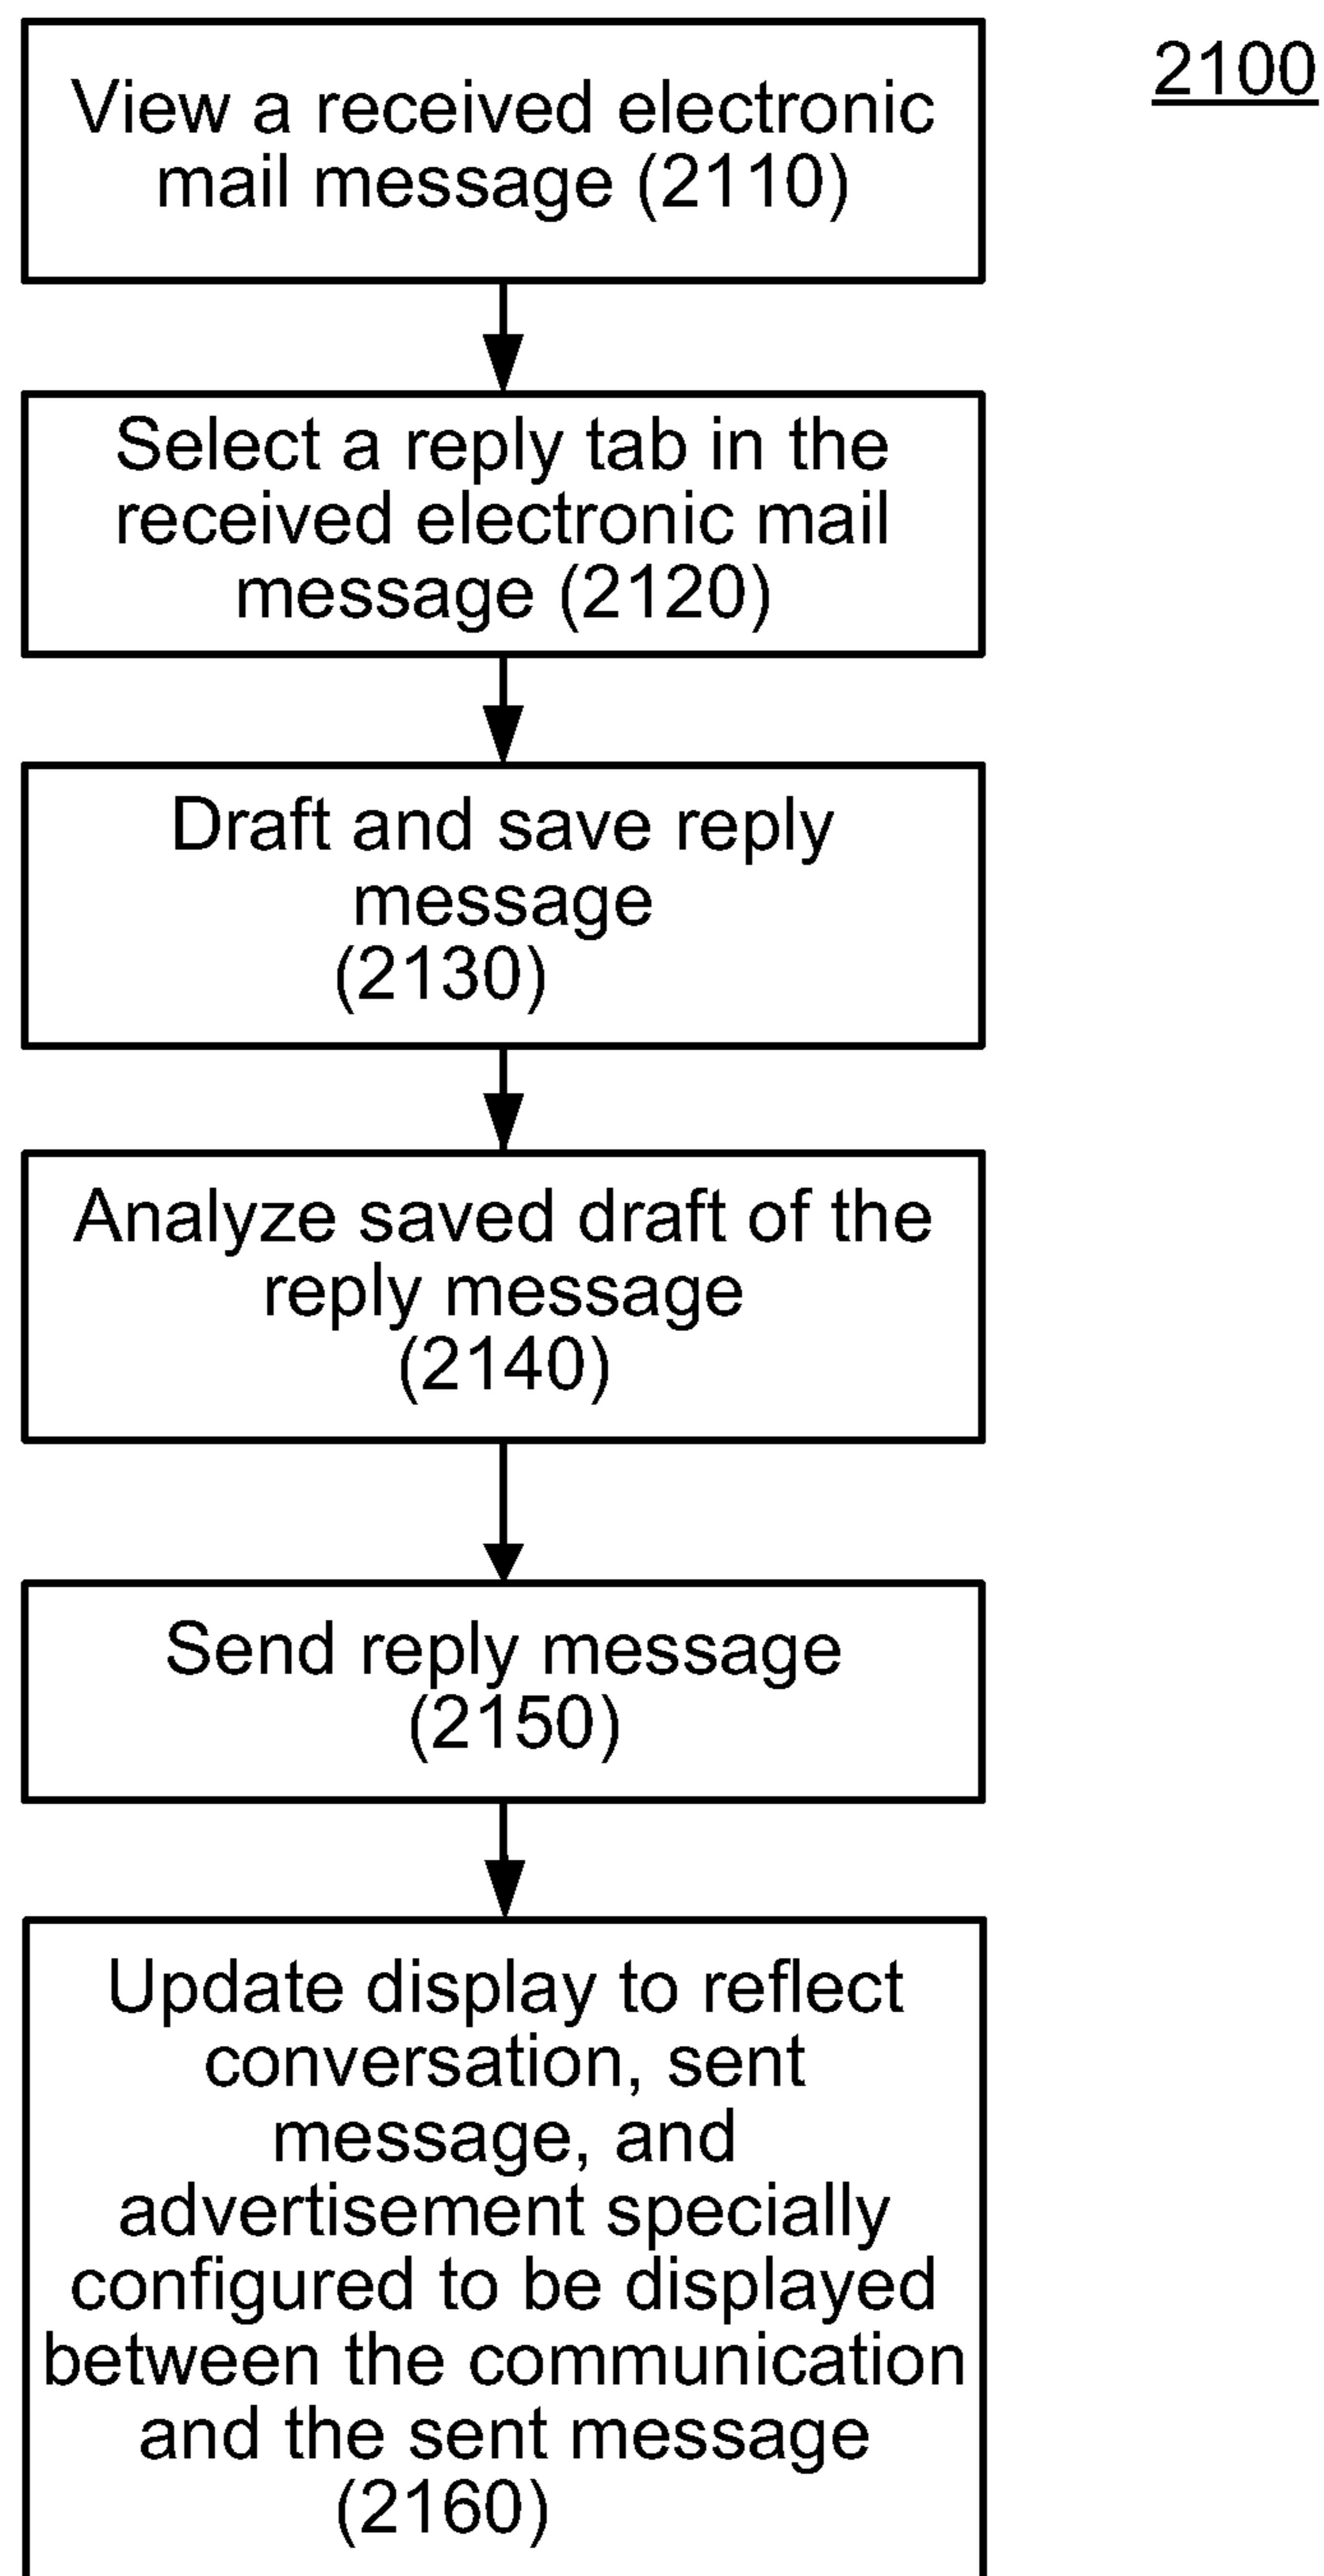 2100
View a received electronic
mail message (2110)
Select a reply tab in the
received electronic mail
message (2120)
Draft and save reply
message
(2130)
Analyze saved draft of the
reply message
(2140)
Send reply message
(2150)
Update display to reflect
conversation, sent
message, and
advertisement specially
configured to be displayed
between the communication
and the sent message
(2160)